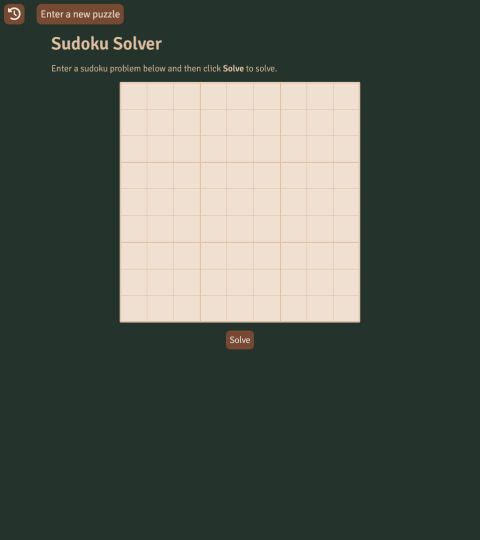 Enter a new puzzle
Sudoku Solver
Enter a sudoku problem below and then click Solve to solve.
Solve